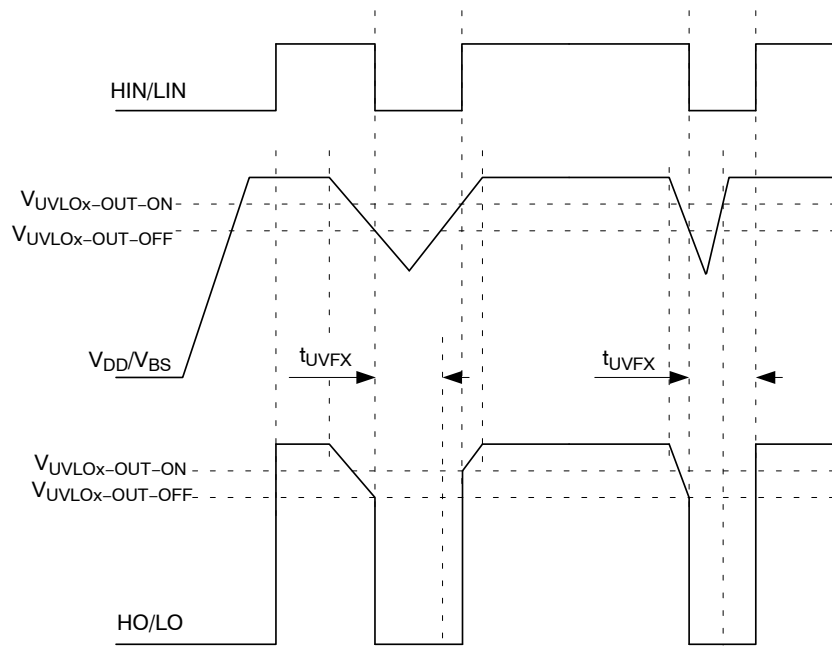 HIN/LIN
VUVLOx–OUT–ON
VUVLOx–OUT–OFF
VDD/VBS
tUVFX
tUVFX
VUVLOx–OUT–ON
VUVLOx–OUT–OFF
HO/LO